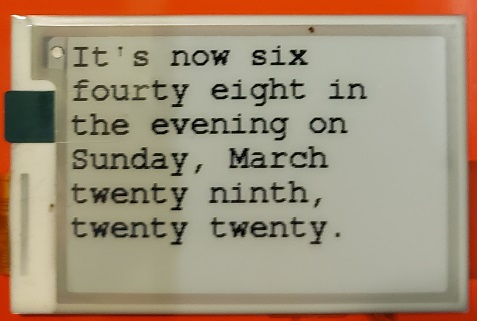 It's now six
fourty eight in
the evening on
Sunday, March
twenty ninth,
twenty twenty.